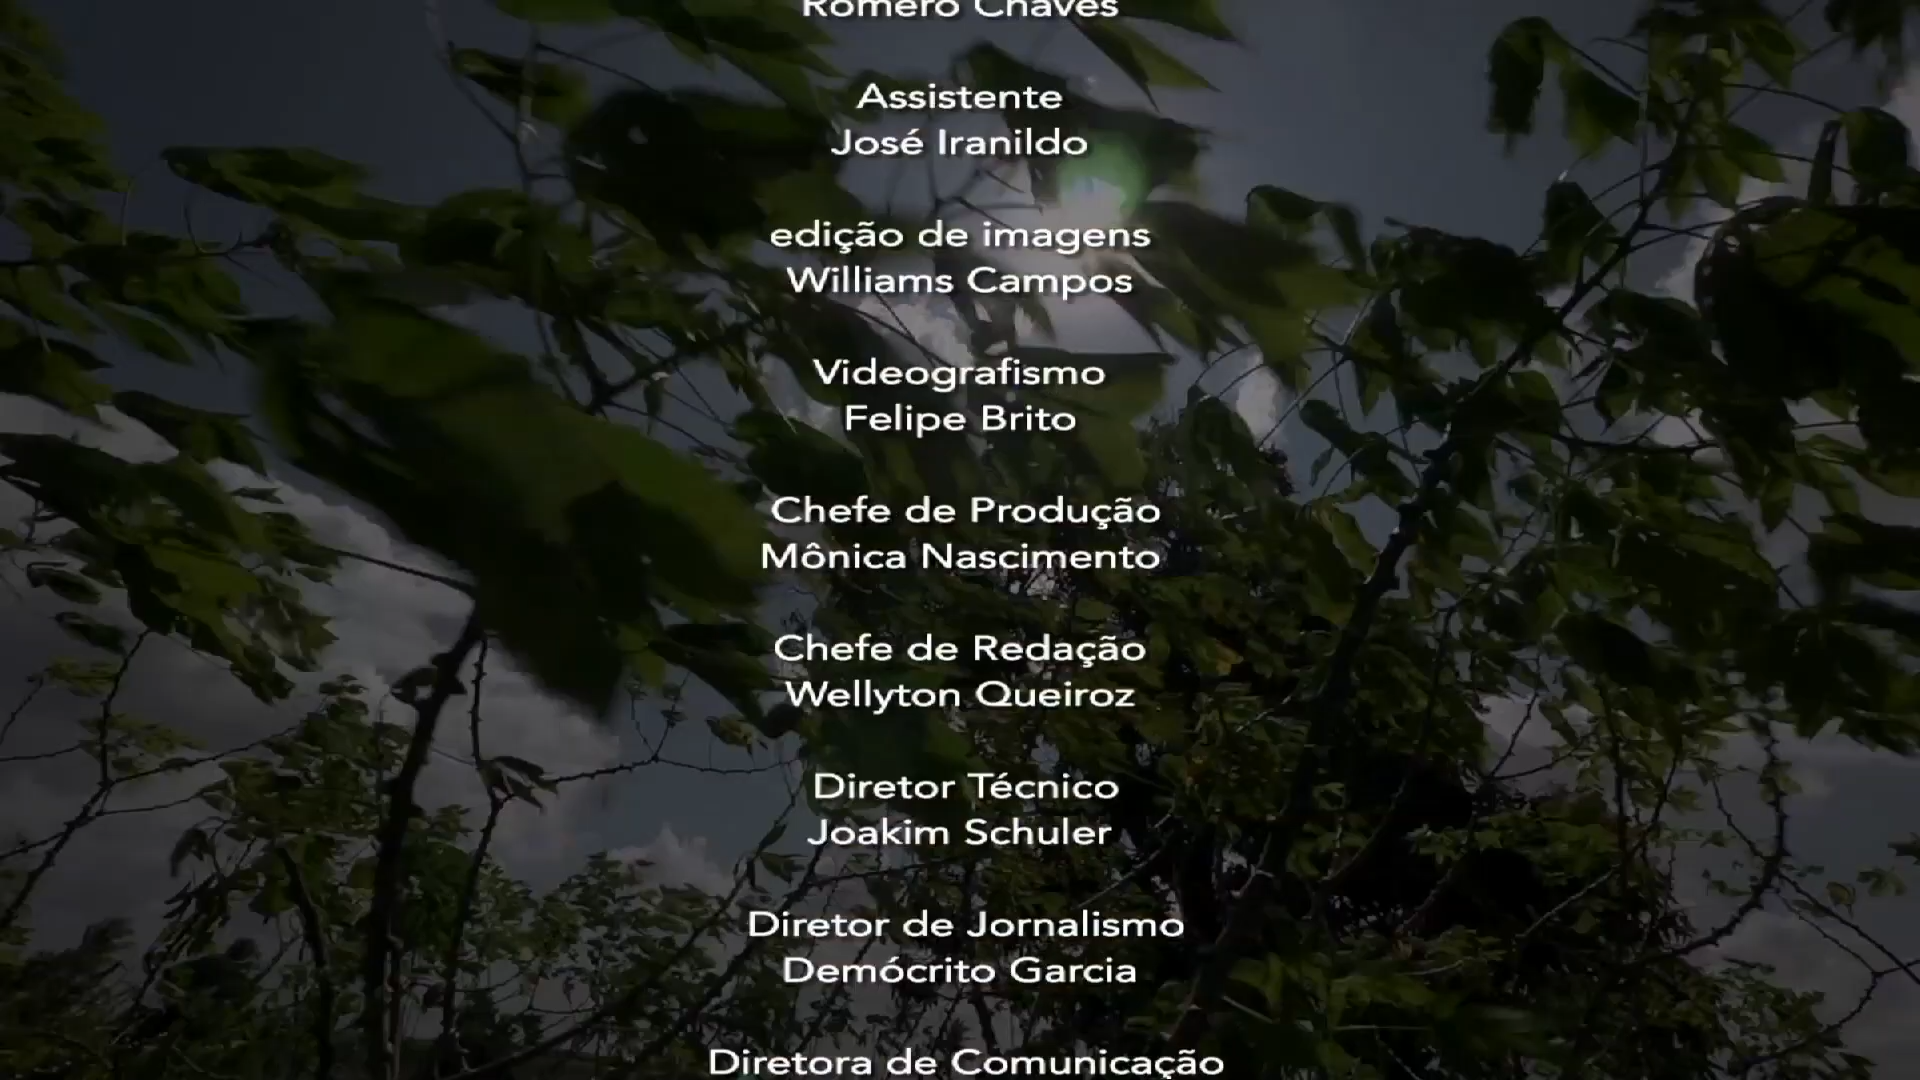 Romero Chaves
Assistente
José Iranildo
edição de imagens
Williams Campos
Videografismo
Felipe Brito
Chefe de Produção
Mônica Nascimento
Chefe de Redação
Wellyton Queiroz
Diretor Técnico
Joakim Schuler
Diretor de Jornalismo
Demócrito Garcia
Diretora de Comunicação